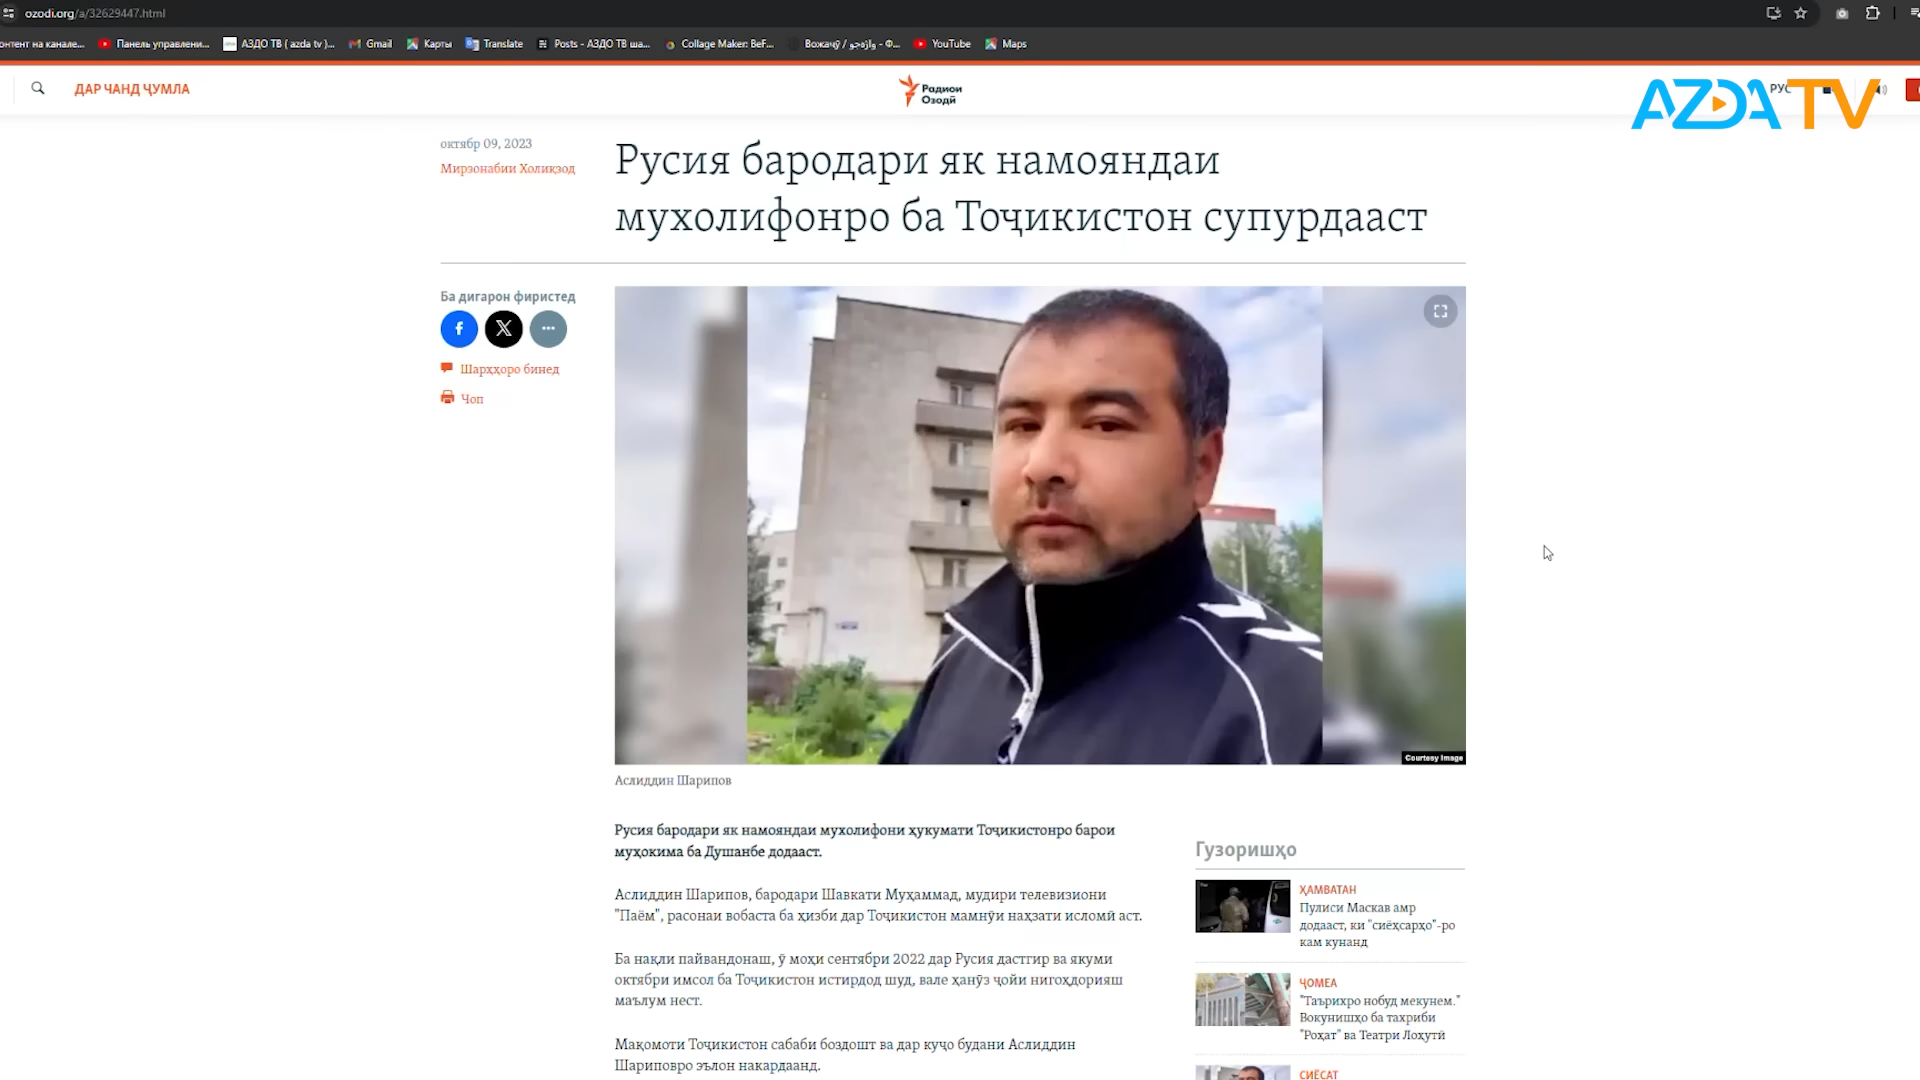 ozodi.org/a/32629447.html
онтент на канале...
Панель управлени...
АЗДО ТВ ( azda tv )...
Gmail
Карты
Translate
Posts - АЗДО ТВ ша...
Collage Maker: BeF...
Вожаҷӯ / واژه‌جو - Ф...
YouTube
Maps
ДАР ЧАНД ҶУМЛА
Радиои
Озодӣ
РУС
AZDA TV
октябр 09, 2023
Мирзонабии Холиқзод
Русия бародари як намояндаи
мухолифонро ба Тоҷикистон супурдааст
Ба дигарон фиристед
Шарҳҳоро бинед
Чоп
Courtesy Image
Аслиддин Шарипов
Русия бародари як намояндаи мухолифони ҳукумати Тоҷикистонро барои
муҳокима ба Душанбе додааст.
Аслиддин Шарипов, бародари Шавкати Муҳаммад, мудири телевизиони
"Паём", расонаи вобаста ба ҳизби дар Тоҷикистон мамнӯи наҳзати исломӣ аст.
Ба нақли пайвандонаш, ӯ моҳи сентябри 2022 дар Русия дастгир ва якуми
октябри имсол ба Тоҷикистон истирдод шуд, вале ҳанӯз ҷойи нигоҳдорияш
маълум нест.
Мақомоти Тоҷикистон сабаби боздошт ва дар куҷо будани Аслиддин
Шариповро эълон накардаанд.
Гузоришҳо
ҲАМВАТАН
Пулиси Маскав амр
додааст, ки "сиёҳсарҳо"-ро
кам кунанд
ҶОМЕА
"Таърихро нобуд мекунем."
Вокунишҳо ба тахриби
"Роҳат" ва Театри Лоҳутӣ
СИЁСАТ